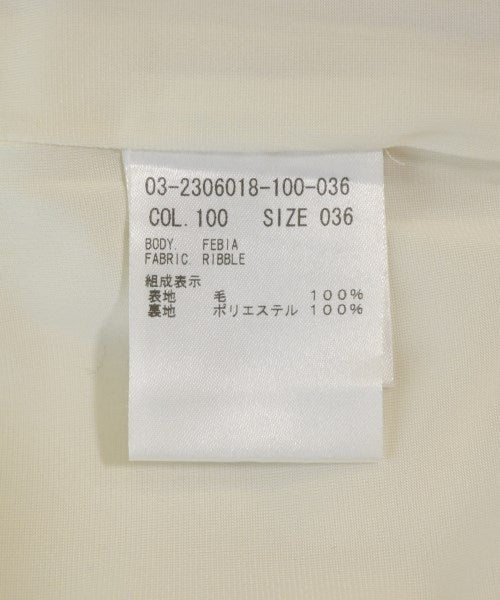 03-2306018-100-036
COL.100 SIZE 036
BODY. FEBIA
FABRIC. RIBBLE
組成表示
表地 毛 100%
裏地 ポリエステル 100%